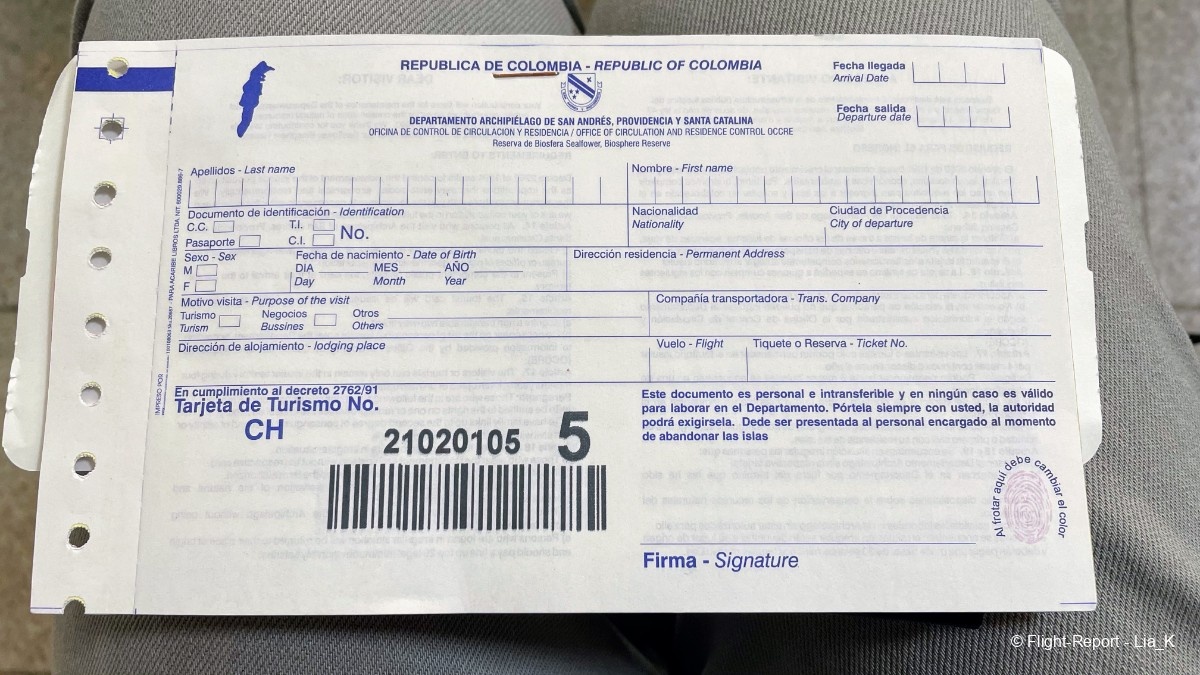 REPUBLICA DE COLOMBIA - REPUBLIC OF COLOMBIA
Fecha llegada
Arrival Date
Fecha salida
Departure date
DEPARTAMENTO ARCHIPIÉLAGO DE SAN ANDRÉS, PROVIDENCIA Y SANTA CATALINA
OFICINA DE CONTROL DE CIRCULACION Y RESIDENCIA / OFFICE OF CIRCULATION AND RESIDENCE CONTROL OCCRE
Reserva de Biosfera Sealfower, Biosphere Reserve
Apellidos - Last name
Nombre - First name
Documento de identificación - Identification
C.C.
T.I.
Pasaporte
C.I.
No.
Nacionalidad
Nationality
Ciudad de Procedencia
City of departure
Sexo - Sex
M
F
Fecha de nacimiento - Date of Birth
DIA MES AÑO
Day Month Year
Dirección residencia - Permanent Address
Motivo visita - Purpose of the visit
Turismo Negocios Otros
Turism Bussines Others
Compañia transportadora - Trans. Company
Dirección de alojamiento - lodging place
Vuelo - Flight
Tiquete o Reserva - Ticket No.
En cumplimiento al decreto 2762/91
Tarjeta de Turismo No.
CH
21020105 5
Este documento es personal e intransferible y en ningún caso es válido
para laborar en el Departamento. Pórtela siempre con usted, la autoridad
podrá exigirsela. Dede ser presentada al personal encargado al momento
de abandonar las islas
Al frotar aquí debe cambiar el color
Firma - Signature
© Flight-Report - Lia_K